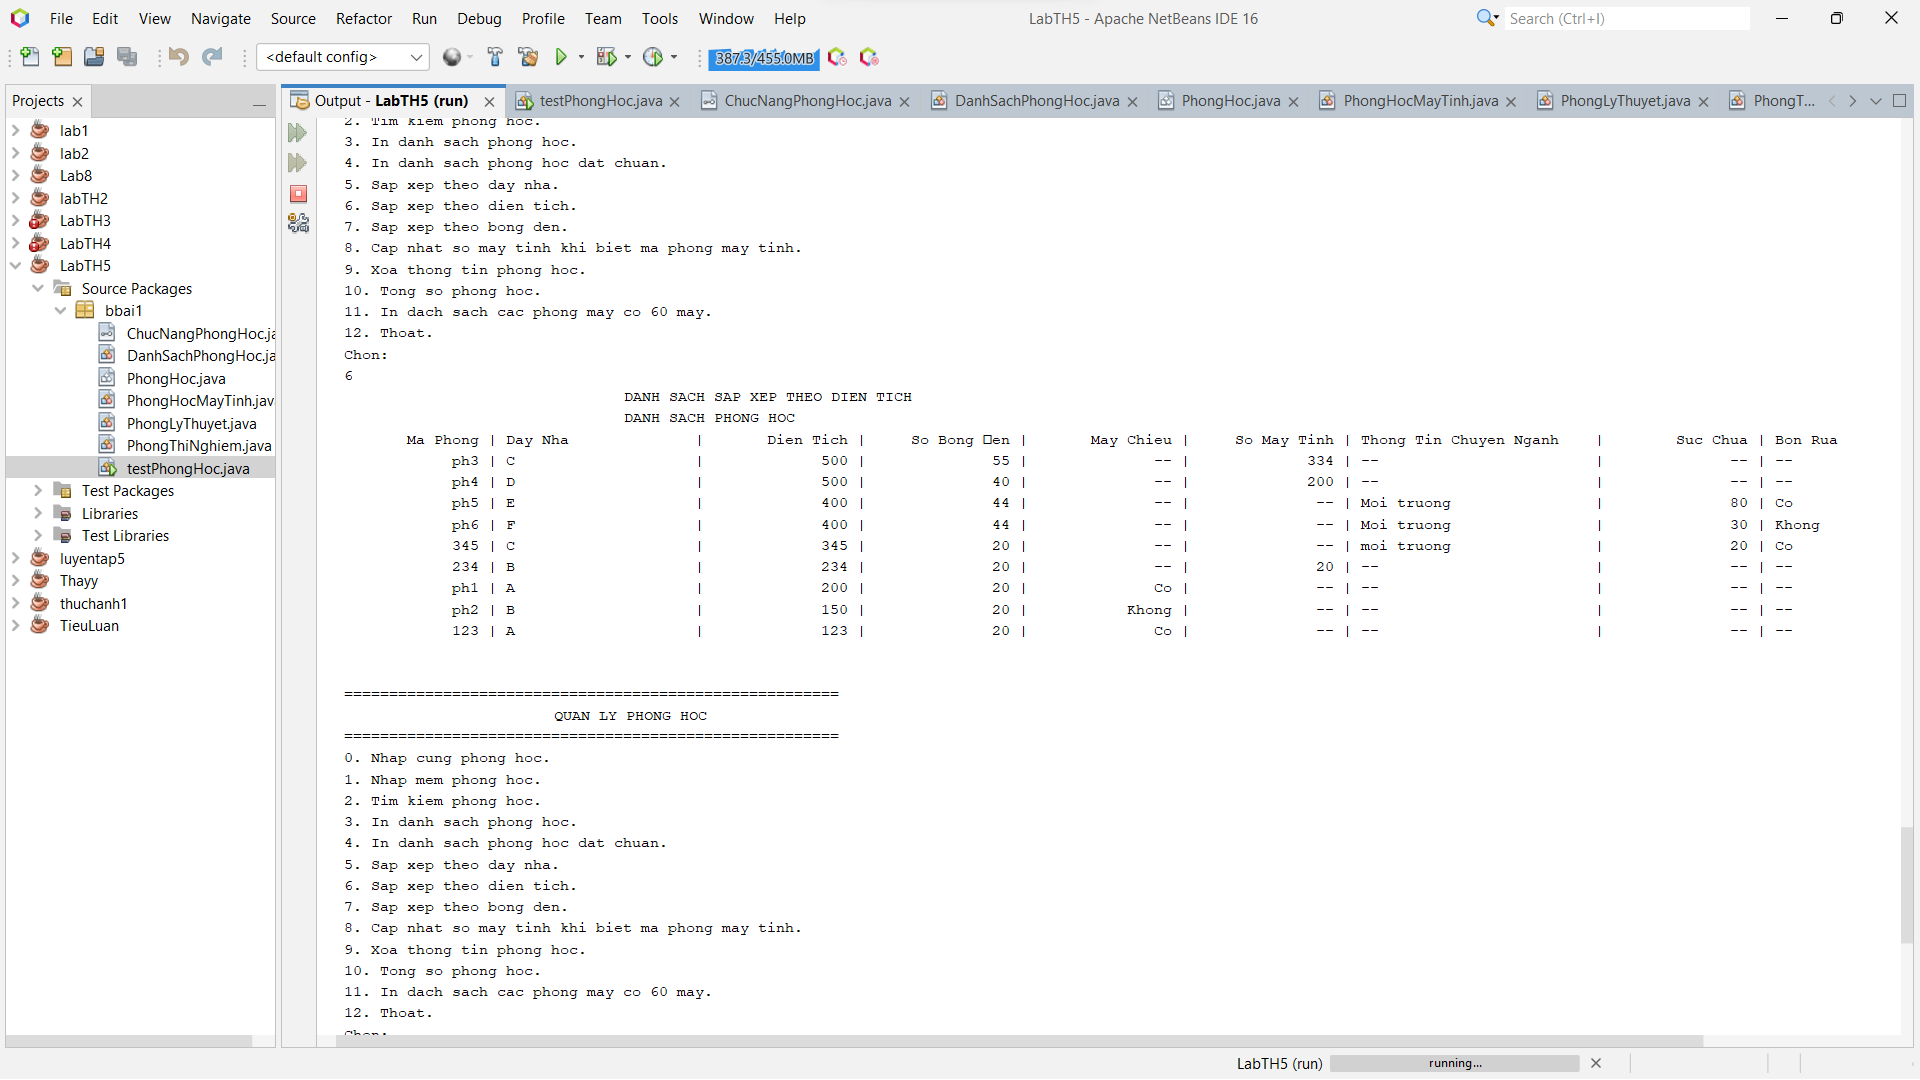 File Edit View Navigate Source Refactor Run Debug Profile Team Tools Window Help LabTH5 - Apache NetBeans IDE 16 Search (Ctrl+I)
<default config> 387.3/455.0MB
Projects Output - LabTH5 (run) testPhongHoc.java ChucNangPhongHoc.java DanhSachPhongHoc.java PhongHoc.java PhongHocMayTinh.java PhongLyThuyet.java PhongT...
lab1
lab2
Lab8
labTH2
LabTH3
LabTH4
LabTH5
Source Packages
bbai1
ChucNangPhongHoc.ja
DanhSachPhongHoc.ja
PhongHoc.java
PhongHocMayTinh.jav
PhongLyThuyet.java
PhongThiNghiem.java
testPhongHoc.java
Test Packages
Libraries
Test Libraries
luyentap5
Thayy
thuchanh1
TieuLuan
2. Tim kiem phong hoc.
3. In danh sach phong hoc.
4. In danh sach phong hoc dat chuan.
5. Sap xep theo day nha.
6. Sap xep theo dien tich.
7. Sap xep theo bong den.
8. Cap nhat so may tinh khi biet ma phong may tinh.
9. Xoa thong tin phong hoc.
10. Tong so phong hoc.
11. In dach sach cac phong may co 60 may.
12. Thoat.
Chon:
6
DANH SACH SAP XEP THEO DIEN TICH
DANH SACH PHONG HOC
Ma Phong | Day Nha | Dien Tich | So Bong □en | May Chieu | So May Tinh | Thong Tin Chuyen Nganh | Suc Chua | Bon Rua
ph3 | C | 500 | 55 | -- | 334 | -- | -- | --
ph4 | D | 500 | 40 | -- | 200 | -- | -- | --
ph5 | E | 400 | 44 | -- | -- | Moi truong | 80 | Co
ph6 | F | 400 | 44 | -- | -- | Moi truong | 30 | Khong
345 | C | 345 | 20 | -- | -- | moi truong | 20 | Co
234 | B | 234 | 20 | -- | 20 | -- | -- | --
ph1 | A | 200 | 20 | Co | -- | -- | -- | --
ph2 | B | 150 | 20 | Khong | -- | -- | -- | --
123 | A | 123 | 20 | Co | -- | -- | -- | --
=======================================================
QUAN LY PHONG HOC
=======================================================
0. Nhap cung phong hoc.
1. Nhap mem phong hoc.
2. Tim kiem phong hoc.
3. In danh sach phong hoc.
4. In danh sach phong hoc dat chuan.
5. Sap xep theo day nha.
6. Sap xep theo dien tich.
7. Sap xep theo bong den.
8. Cap nhat so may tinh khi biet ma phong may tinh.
9. Xoa thong tin phong hoc.
10. Tong so phong hoc.
11. In dach sach cac phong may co 60 may.
12. Thoat.
Chon:
LabTH5 (run) running...